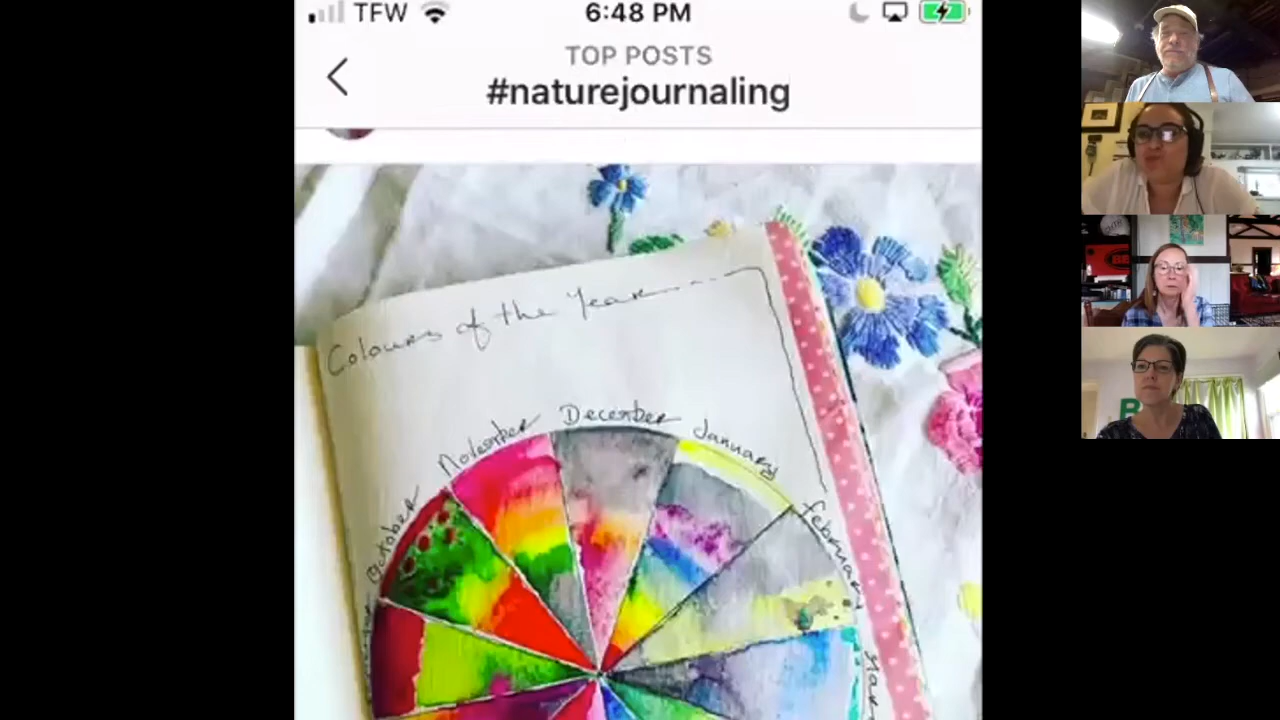 TFW
6:48 PM
TOP POSTS
#naturejournaling
Colours of the Year
December
November
January
October
February
B